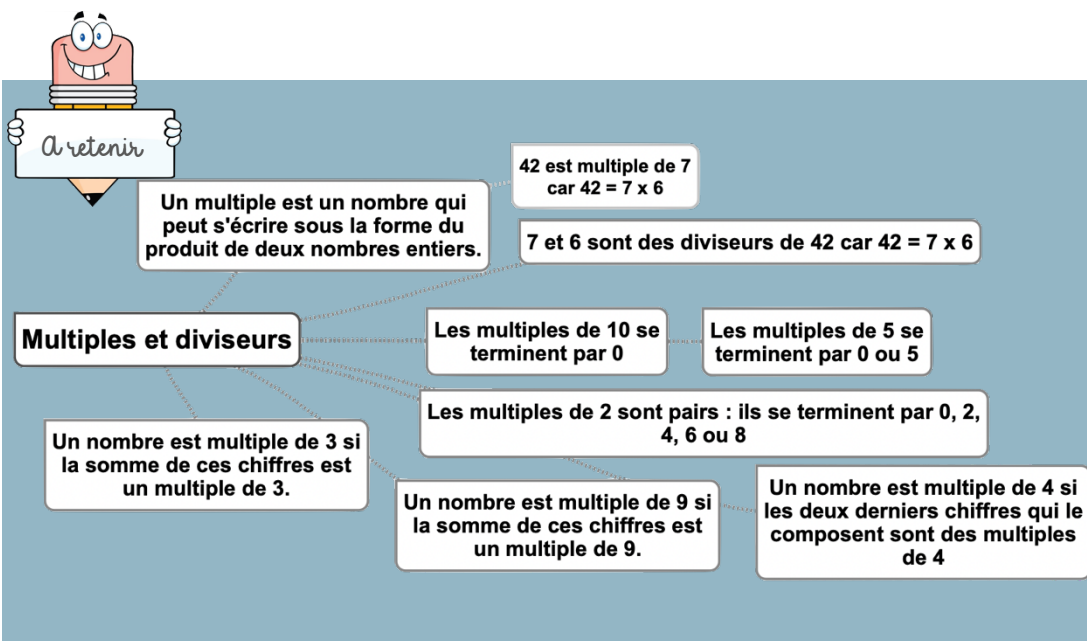 A retenir
42 est multiple de 7
car 42 = 7 x 6
Un multiple est un nombre qui
peut s'écrire sous la forme du
produit de deux nombres entiers.
7 et 6 sont des diviseurs de 42 car 42 = 7 x 6
Multiples et diviseurs
Les multiples de 10 se
terminent par 0
Les multiples de 5 se
terminent par 0 ou 5
Les multiples de 2 sont pairs : ils se terminent par 0, 2,
4, 6 ou 8
Un nombre est multiple de 3 si
la somme de ces chiffres est
un multiple de 3.
Un nombre est multiple de 9 si
la somme de ces chiffres est
un multiple de 9.
Un nombre est multiple de 4 si
les deux derniers chiffres qui le
composent sont des multiples
de 4